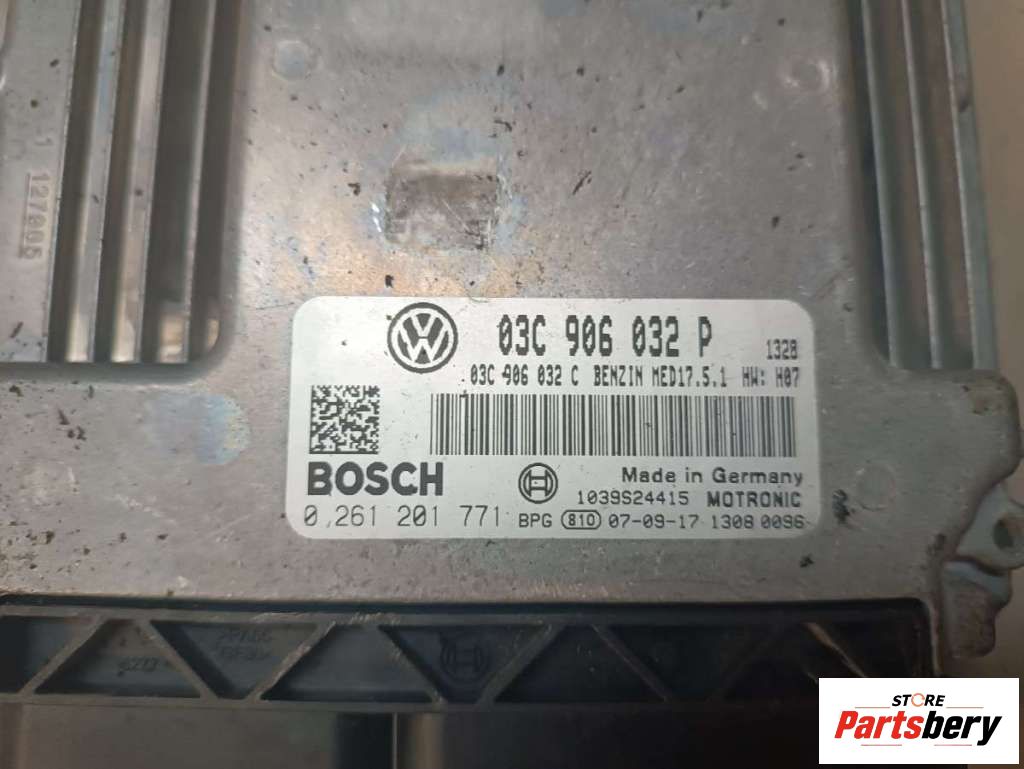 127005
03C 906 032 P 1328
03C 906 032 C BENZIN MED17.5.1 HW: H07
BOSCH
Made in Germany
1039S24415 MOTRONIC
0 261 201 771 BPG 810 07-09-17 1308 0096
STORE
Partsbery